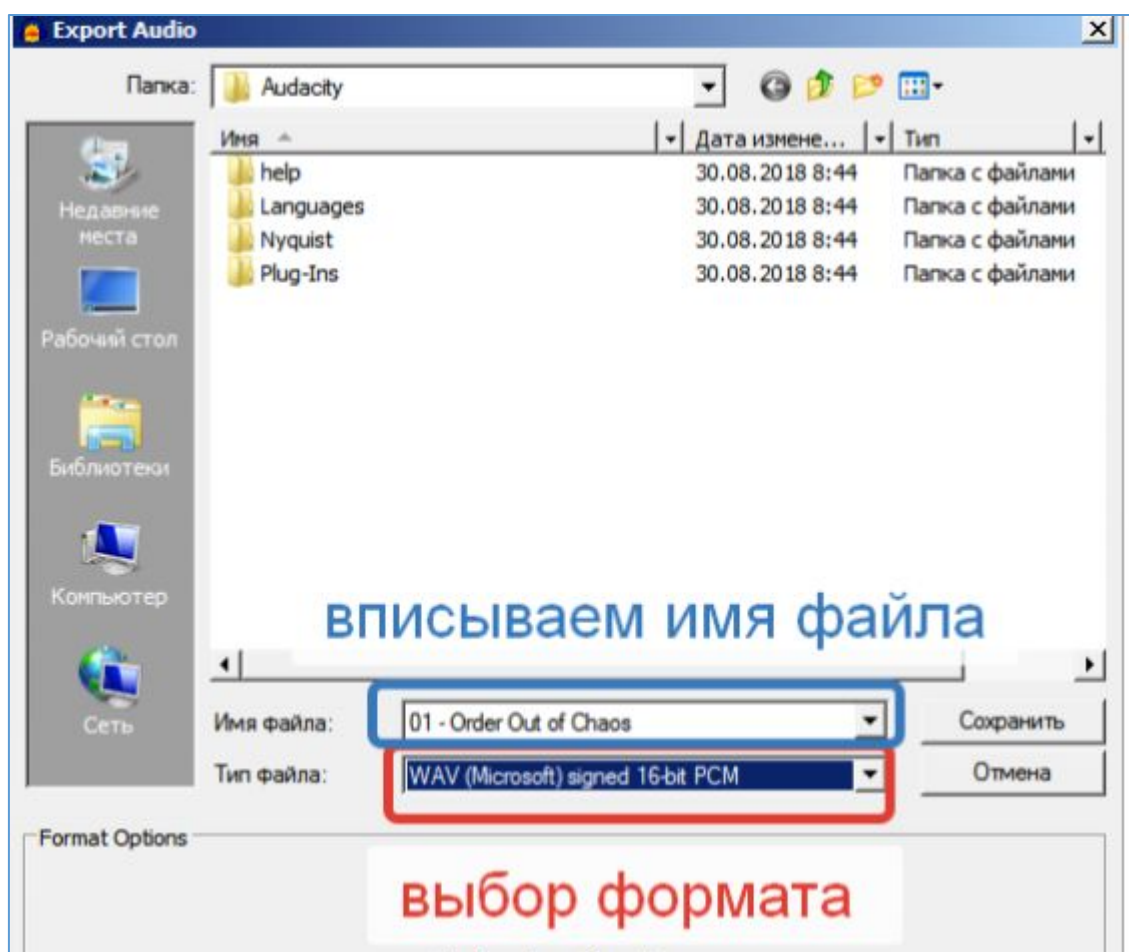 Export Audio
Папка: Audacity
Имя Дата измене... Тип
help 30.08.2018 8:44 Папка с файлами
Languages 30.08.2018 8:44 Папка с файлами
Nyquist 30.08.2018 8:44 Папка с файлами
Plug-Ins 30.08.2018 8:44 Папка с файлами
Недавние
места
Рабочий стол
Библиотеки
Компьютер
Сеть
вписываем имя файла
Имя файла: 01 - Order Out of Chaos Сохранить
Тип файла: WAV (Microsoft) signed 16-bit PCM Отмена
Format Options
выбор формата